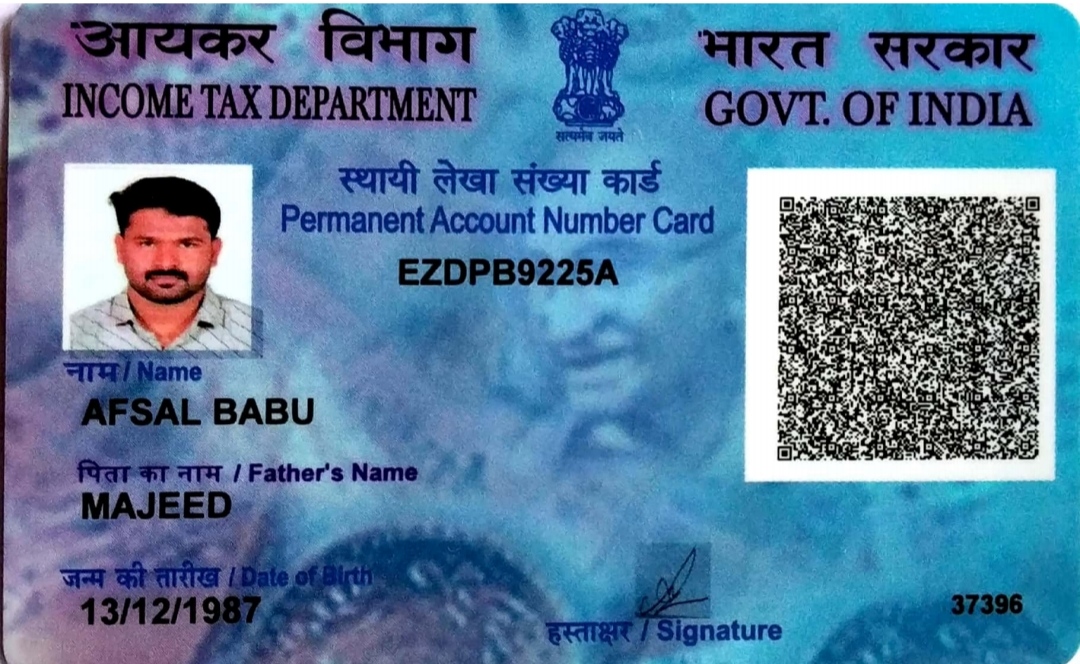 आयकर विभाग
INCOME TAX DEPARTMENT
सत्यमेव जयते
भारत सरकार
GOVT. OF INDIA
स्थायी लेखा संख्या कार्ड
Permanent Account Number Card
EZDPB9225A
नाम / Name
AFSAL BABU
पिता का नाम / Father's Name
MAJEED
जन्म की तारीख / Date of Birth
13/12/1987
हस्ताक्षर / Signature
37396